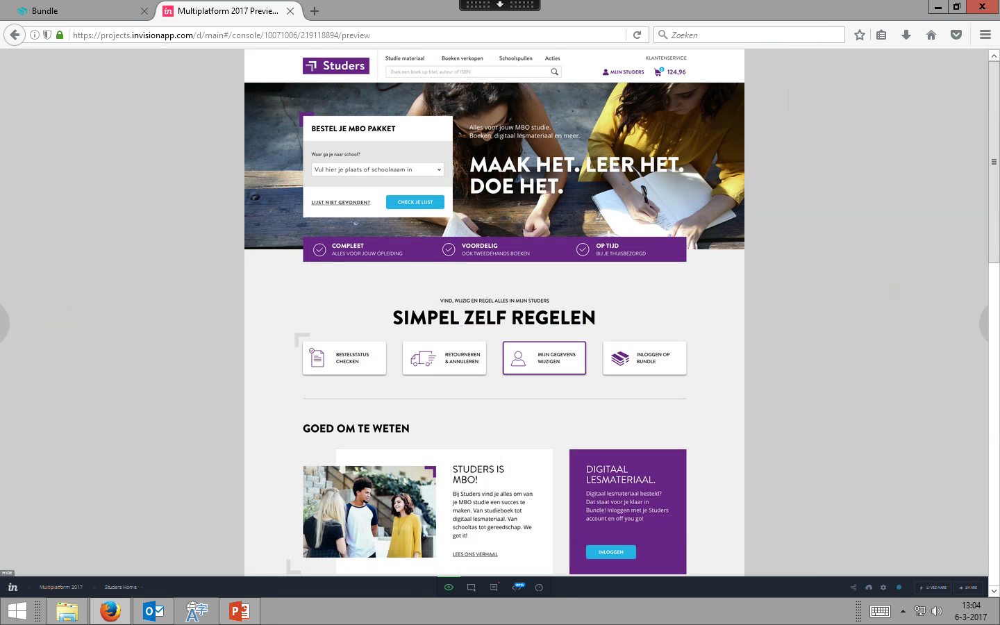 Bundle
Multiplatform 2017 Previe...
https://projects.invisionapp.com/d/main#/console/10071006/219118894/preview
Zoeken
Studers
Studie materiaal
Boeken verkopen
Schoolspullen
Acties
KLANTENSERVICE
Zoek een boek op titel, auteur of ISBN
MIJN STUDERS
124,96
BESTEL JE MBO PAKKET
Waar ga je naar school?
Vul hier je plaats of schoolnaam in
LIJST NIET GEVONDEN?
CHECK JE LIJST
Alles voor jouw MBO studie.
Boeken, digitaal lesmateriaal en meer.
MAAK HET. LEER HET.
DOE HET.
COMPLEET
ALLES VOOR JOUW OPLEIDING
VOORDELIG
OOK TWEEDEHANDS BOEKEN
OP TIJD
BIJ JE THUISBEZORGD
VIND, WIJZIG EN REGEL ALLES IN MIJN STUDERS
SIMPEL ZELF REGELEN
BESTELSTATUS
CHECKEN
RETOURNEREN
& ANNULEREN
MIJN GEGEVENS
WIJZIGEN
INLOGGEN OP
BUNDLE
GOED OM TE WETEN
STUDERS IS
MBO!
Bij Studers vind je alles om van
je MBO studie een succes te
maken. Van studieboek tot
digitaal lesmateriaal. Van
schooltas tot gereedschap. We
got it!
LEES ONS VERHAAL
DIGITAAL
LESMATERIAAL.
Digitaal lesmateriaal besteld?
Dat staat voor je klaar in
Bundle! Inloggen met je Studers
account en off you go!
INLOGGEN
HIDE
in
Multiplatform 2017
Studers Home
BETA
LIVESHARE
SHARE
13:04
6-3-2017